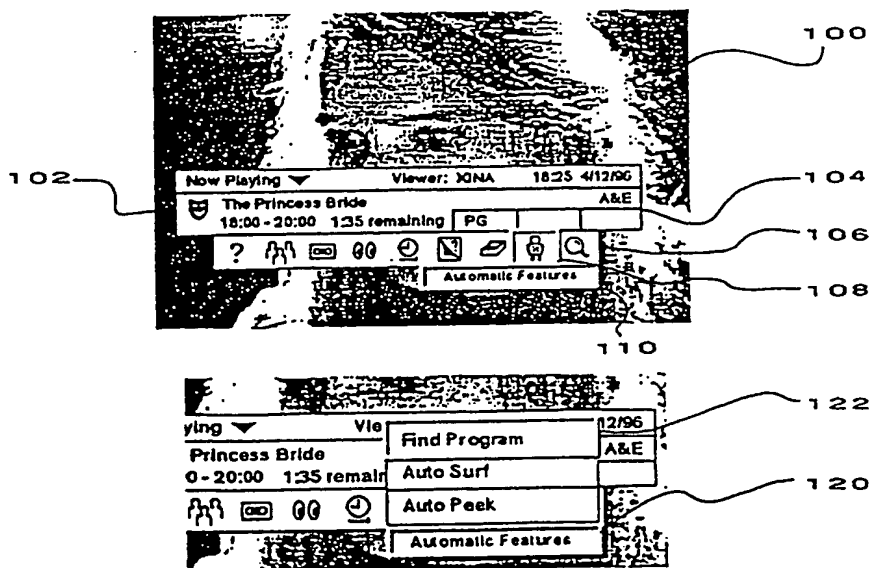 100
102
Now Playing Viewer: XINA 18:25 4/12/96
The Princess Bride A&E
18:00 - 20:00 1:35 remaining PG
104
?
106
Automatic Features
108
110
ying Vie 12/96
122
Find Program
Princess Bride A&E
0 - 20:00 1:35 remain
Auto Surf
120
Auto Peek
Automatic Features